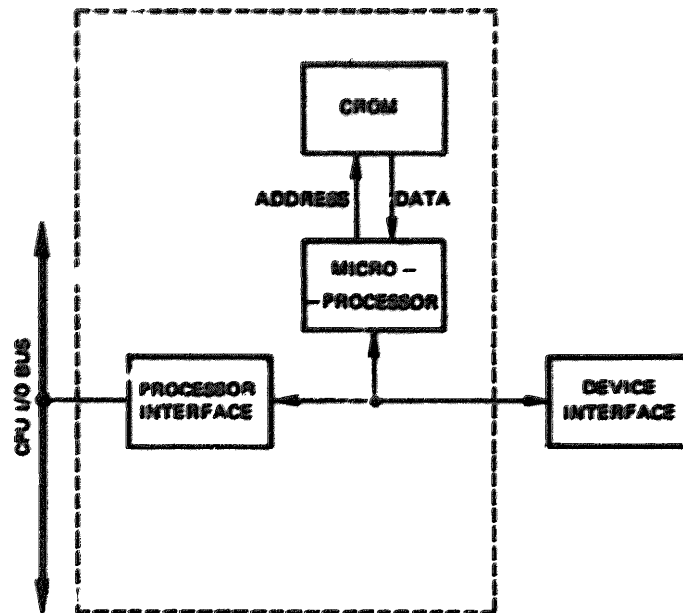 CROM
ADDRESS
DATA
MICRO -
- PROCESSOR
CPU I/O BUS
PROCESSOR
INTERFACE
DEVICE
INTERFACE